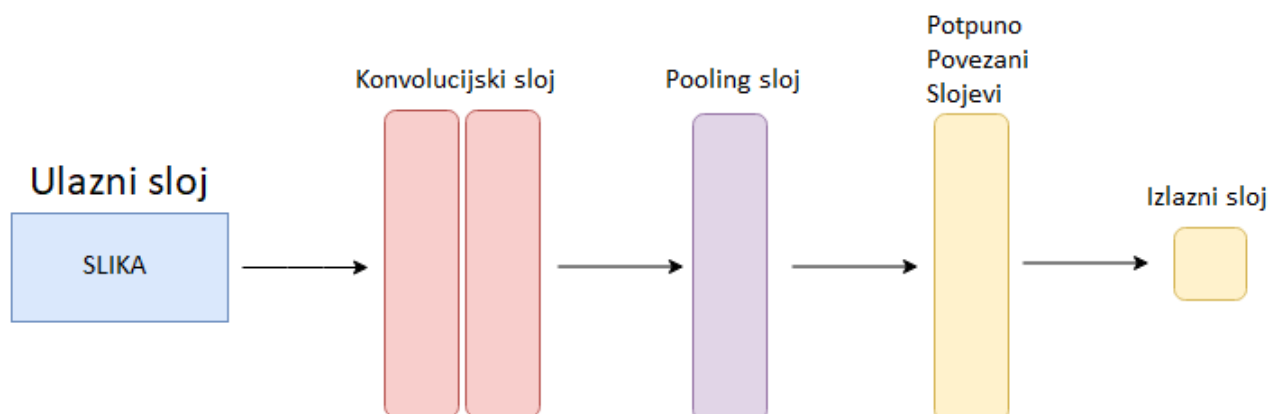 Ulazni sloj
SLIKA
Konvolucijski sloj
Pooling sloj
Potpuno
Povezani
Slojevi
Izlazni sloj